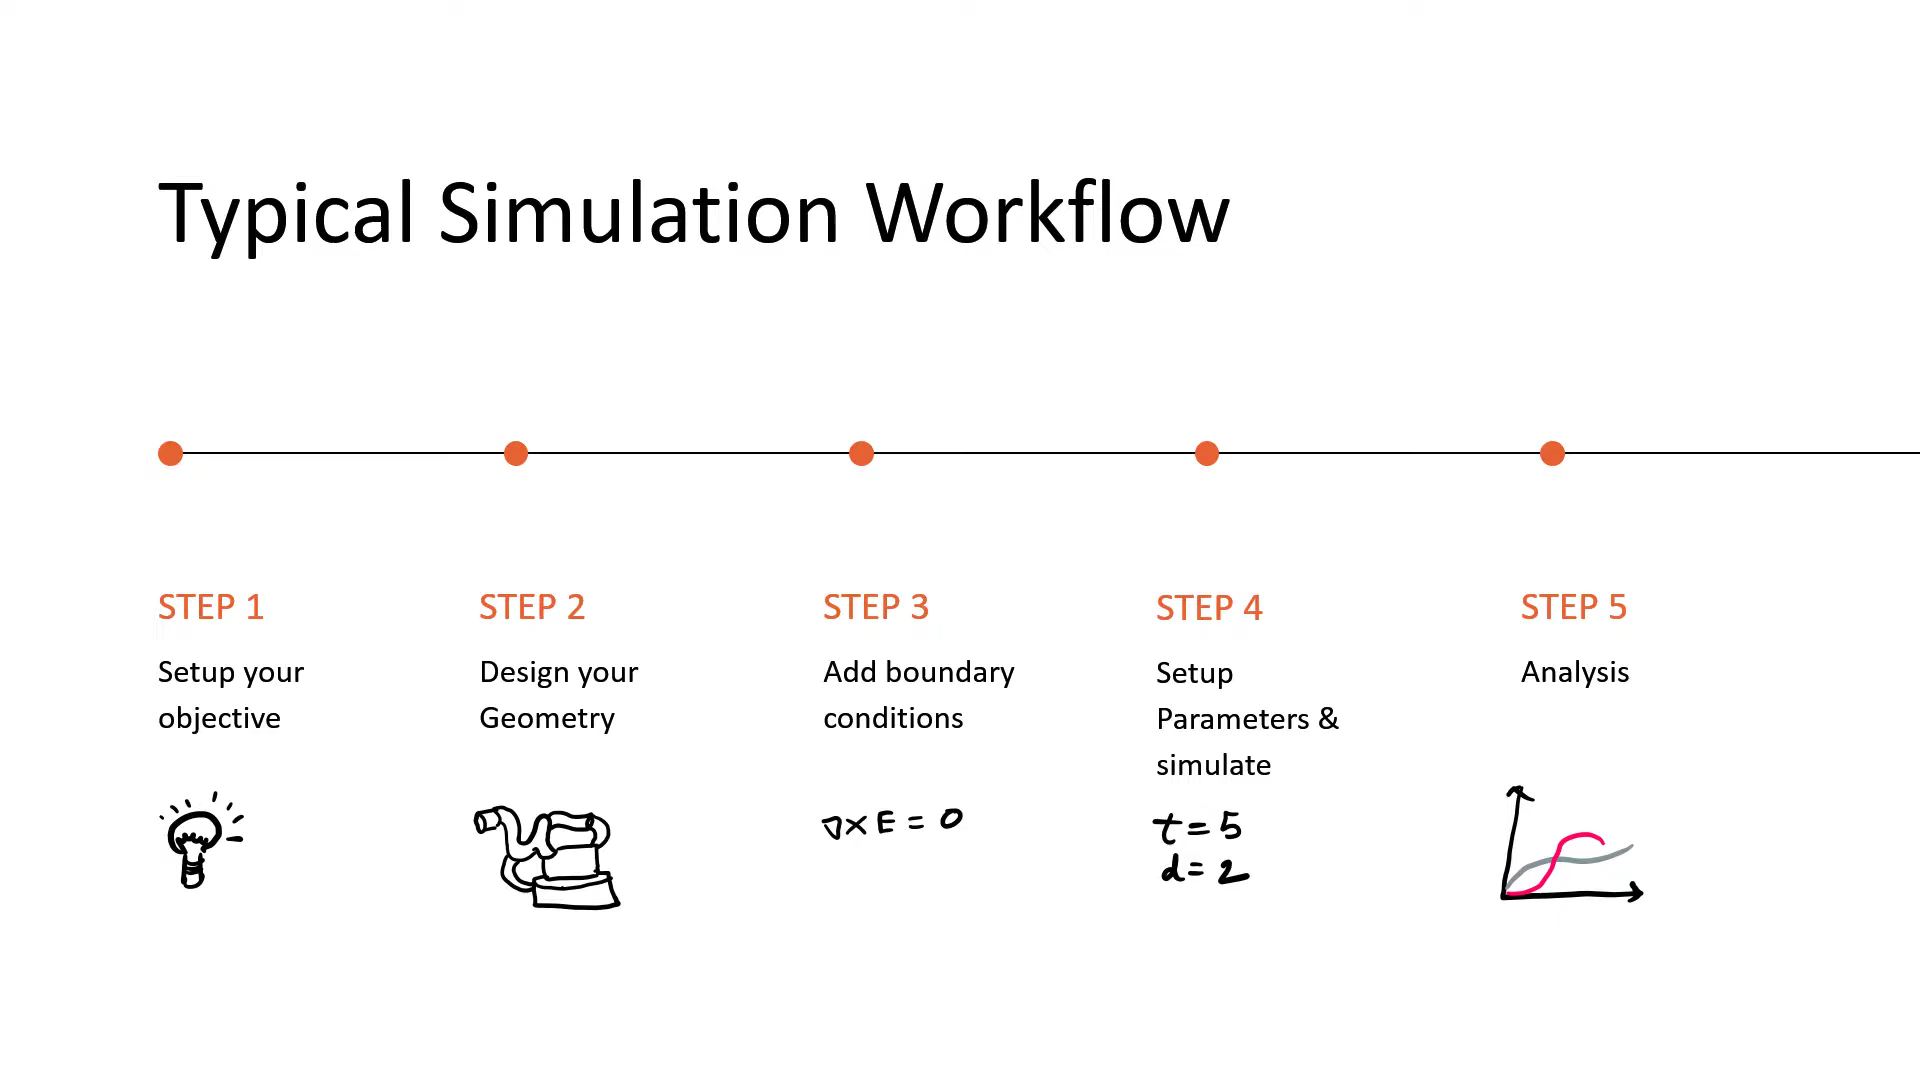 Typical Simulation Workflow
STEP 1
Setup your
objective
STEP 2
Design your
Geometry
STEP 3
Add boundary
conditions
∇× E = 0
STEP 4
Setup
Parameters &
simulate
t = 5
d = 2
STEP 5
Analysis